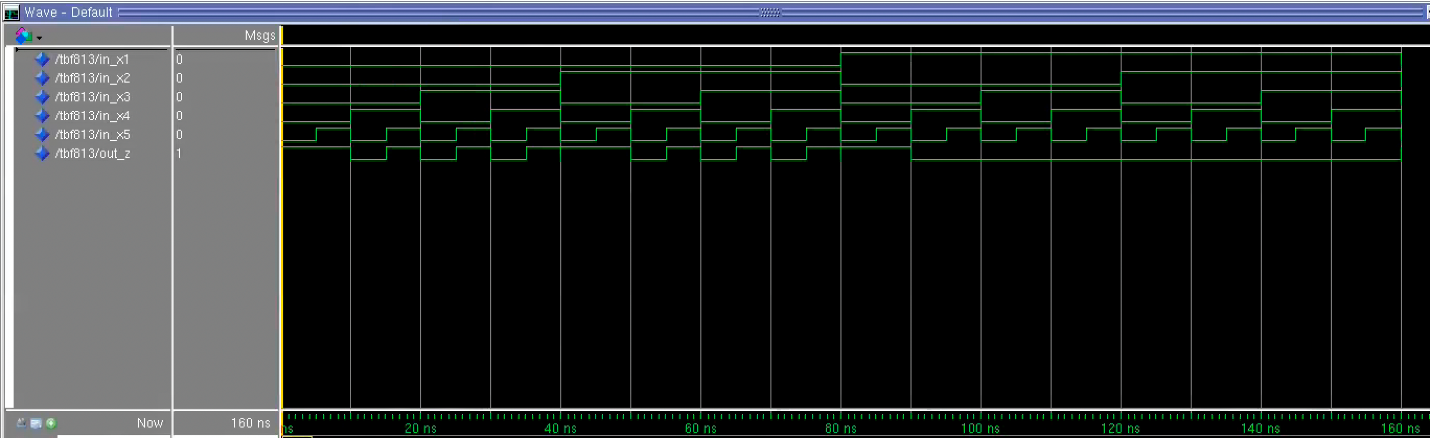 Wave - Default
Msgs
/tbf813/in_x1 0
/tbf813/in_x2 0
/tbf813/in_x3 0
/tbf813/in_x4 0
/tbf813/in_x5 0
/tbf813/out_z 1
Now 160 ns
ns 20 ns 40 ns 60 ns 80 ns 100 ns 120 ns 140 ns 160 ns